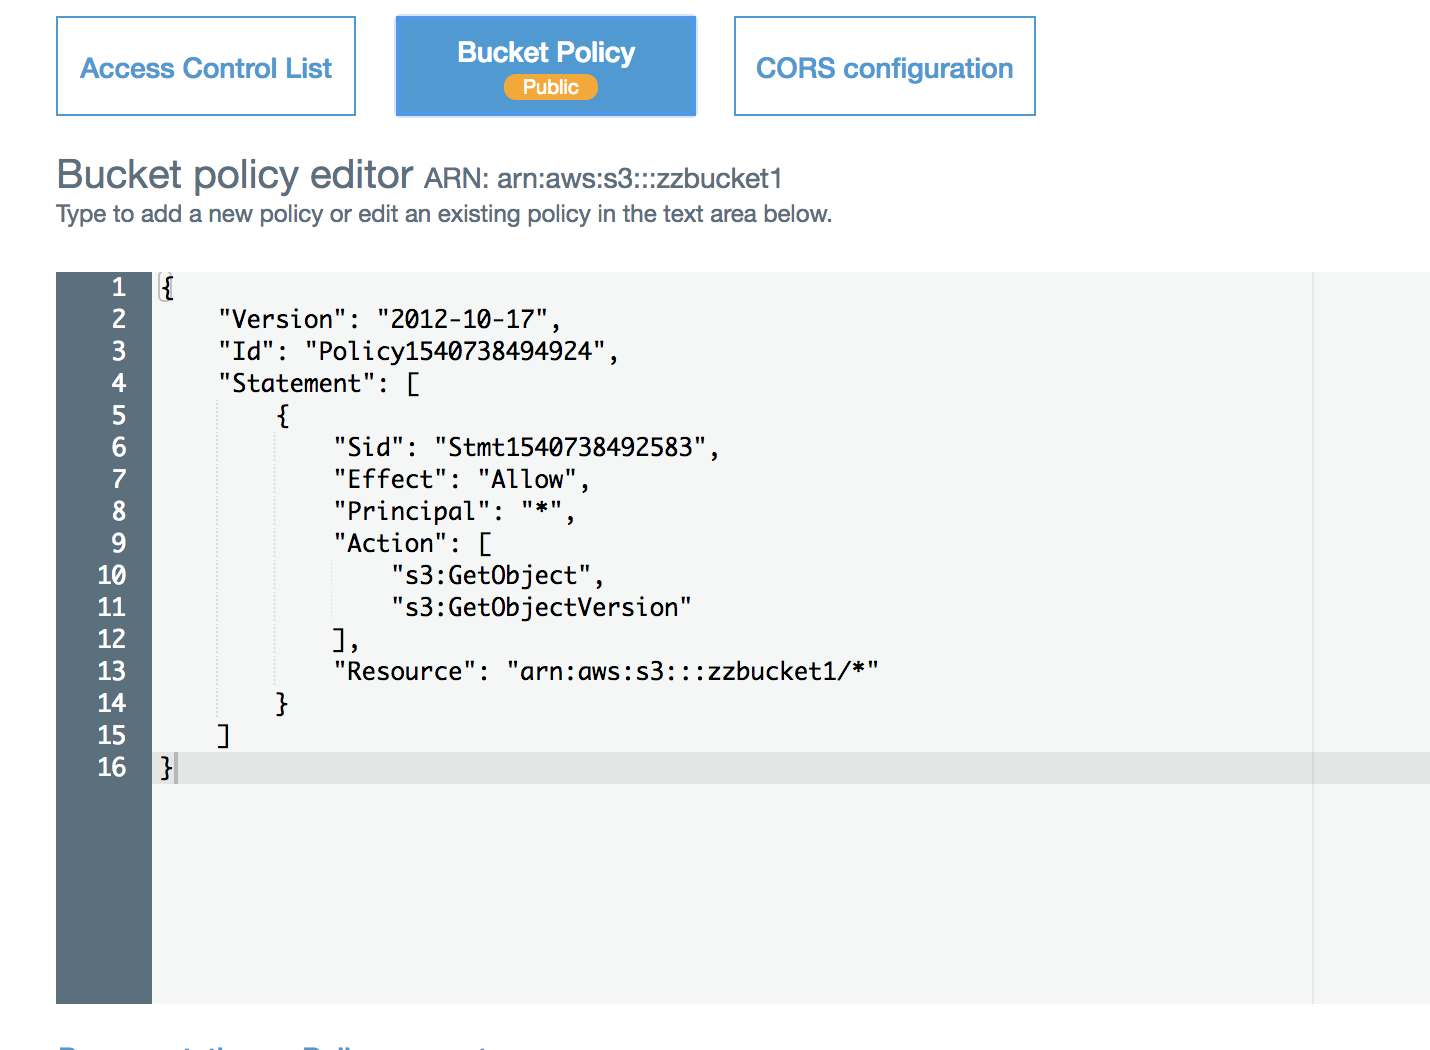 Access Control List
Bucket Policy
Public
CORS configuration
Bucket policy editor ARN: arn:aws:s3:::zzbucket1
Type to add a new policy or edit an existing policy in the text area below.
1 {
2     "Version": "2012-10-17",
3     "Id": "Policy1540738494924",
4     "Statement": [
5         {
6             "Sid": "Stmt1540738492583",
7             "Effect": "Allow",
8             "Principal": "*",
9             "Action": [
10                 "s3:GetObject",
11                 "s3:GetObjectVersion"
12             ],
13             "Resource": "arn:aws:s3:::zzbucket1/*"
14         }
15     ]
16 }